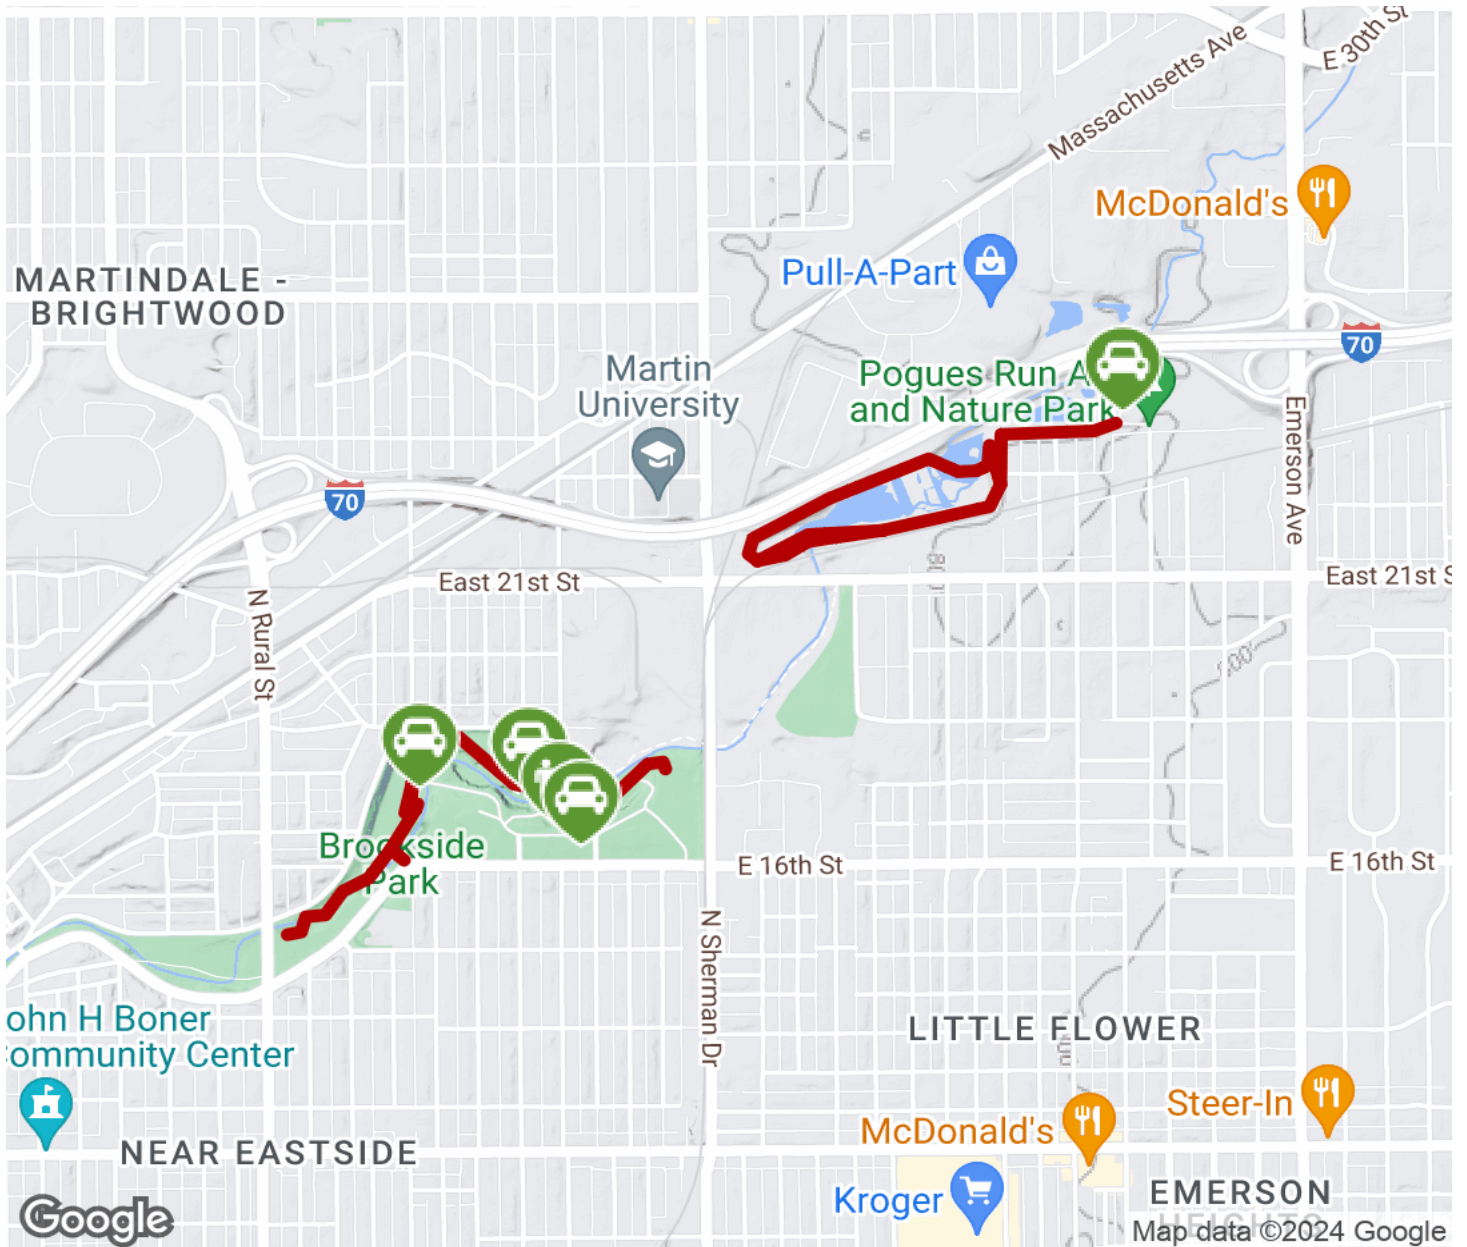 E 30th St
Massachusetts Ave
McDonald's
Pull-A-Part
MARTINDALE -
BRIGHTWOOD
70
Martin
University
Pogues Run A
and Nature Park
Emerson Ave
70
East 21st St
East 21st S
N Rural St
100
Brookside
Park
E 16th St
E 16th St
N Sherman Dr
ohn H Boner
ommunity Center
LITTLE FLOWER
Steer-In
McDonald's
NEAR EASTSIDE
Kroger
EMERSON
HEIGHTS
Google
Map data ©2024 Google